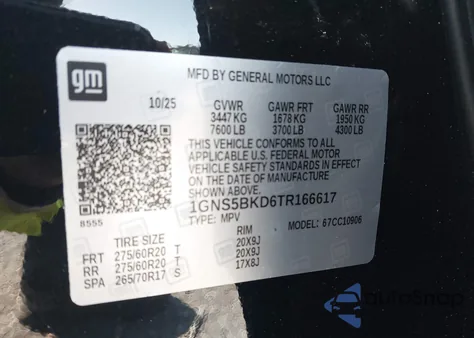 gm
MFD BY GENERAL MOTORS LLC
10/25 GVWR GAWR FRT GAWR RR
3447 KG 1678 KG 1950 KG
7600 LB 3700 LB 4300 LB
THIS VEHICLE CONFORMS TO ALL
APPLICABLE U.S. FEDERAL MOTOR
VEHICLE SAFETY STANDARDS IN
EFFECT ON THE DATE OF MANUFACTURE
SHOWN ABOVE.
1GNS5BKD6TR166617
8555 TYPE: MPV MODEL: 67CC10906
TIRE SIZE RIM
FRT 275/60R20 T 20X9J
RR 275/60R20 T 20X9J
SPA 265/70R17 S 17X8J
autoSnap